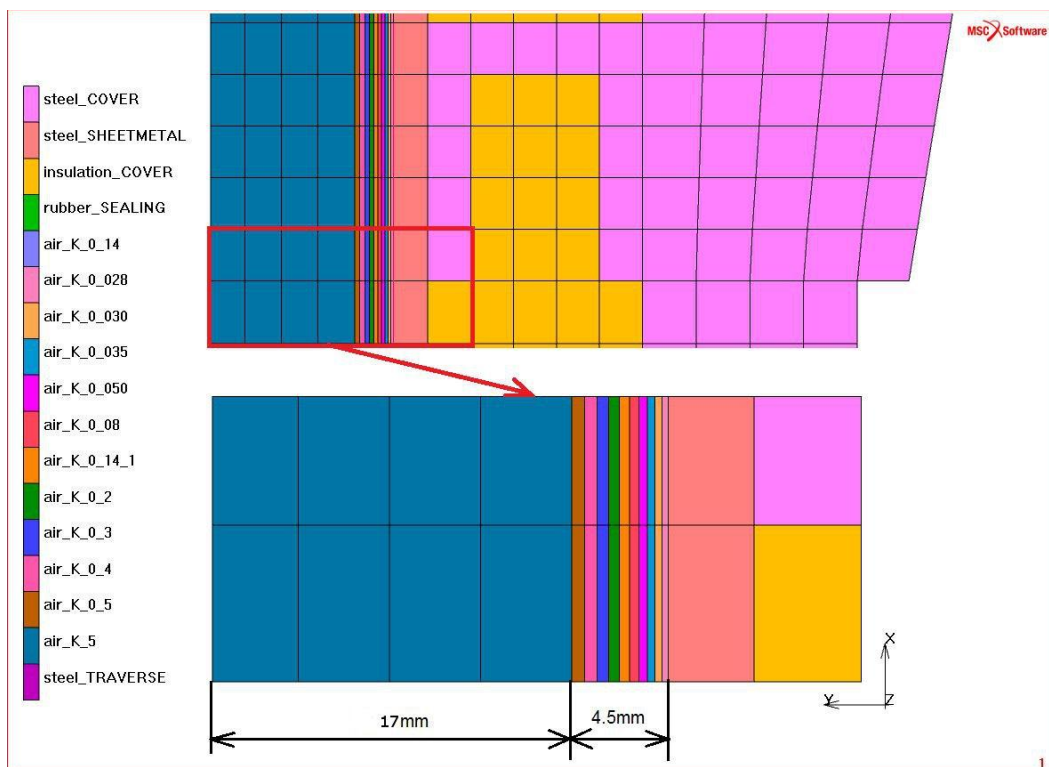 MSC Software
steel_COVER
steel_SHEETMETAL
insulation_COVER
rubber_SEALING
air_K_0_14
air_K_0_028
air_K_0_030
air_K_0_035
air_K_0_050
air_K_0_08
air_K_0_14_1
air_K_0_2
air_K_0_3
air_K_0_4
air_K_0_5
air_K_5
steel_TRAVERSE
X
Y
Z
17mm
4.5mm
1